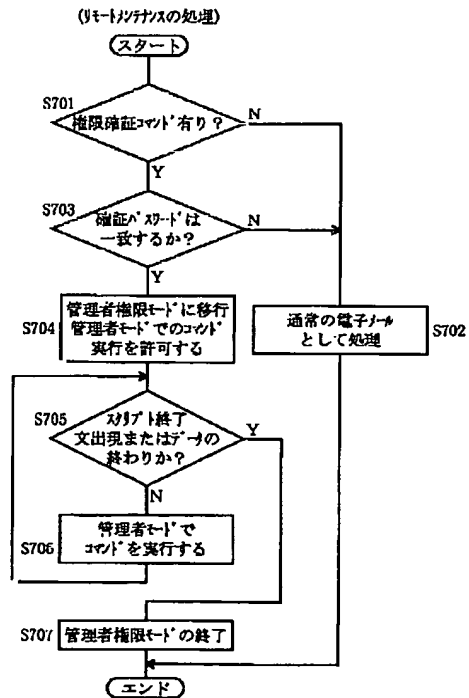 (ﾘﾓｰﾄﾒﾝﾃﾅﾝｽの処理)
スタート
S701
権限確証ｺﾏﾝﾄﾞ有り？
N
Y
S703
確証ﾊﾟｽﾜｰﾄﾞは
一致するか？
N
Y
S704
管理者権限ﾓｰﾄﾞに移行
管理者ﾓｰﾄﾞでのｺﾏﾝﾄﾞ
実行を許可する
通常の電子ﾒｰﾙ
として処理
S702
S705
ｽｸﾘﾌﾟﾄ終了
文出現またはﾃﾞｰﾀの
終わりか？
Y
N
S706
管理者ﾓｰﾄﾞで
ｺﾏﾝﾄﾞを実行する
S707
管理者権限ﾓｰﾄﾞの終了
エンド